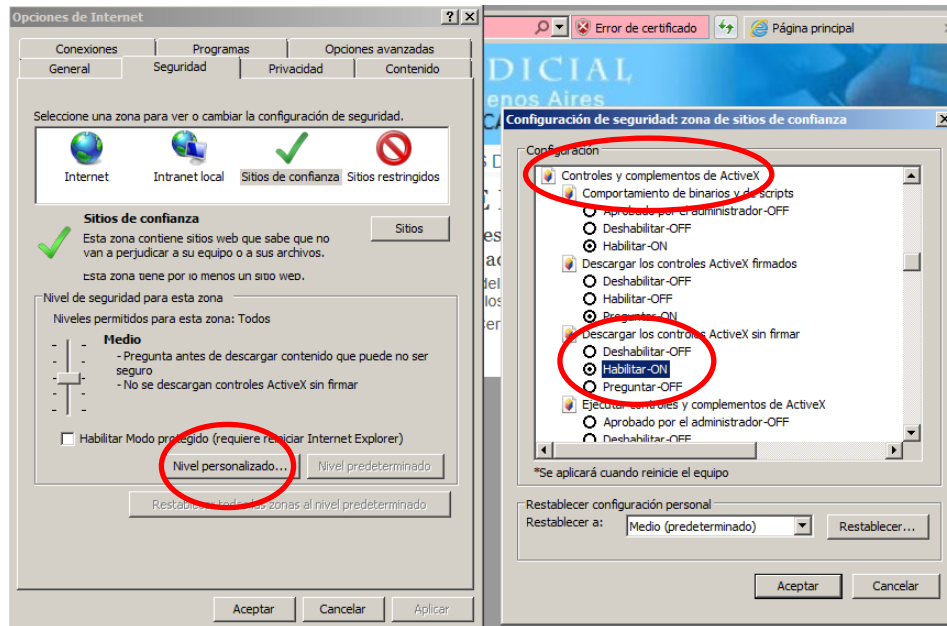 Opciones de Internet
Conexiones Programas Opciones avanzadas
General Seguridad Privacidad Contenido
Seleccione una zona para ver o cambiar la configuración de seguridad.
Internet Intranet local Sitios de confianza Sitios restringidos
Sitios de confianza
Esta zona contiene sitios web que sabe que no
van a perjudicar a su equipo o a sus archivos.
Esta zona tiene por lo menos un sitio web.
Sitios
Nivel de seguridad para esta zona
Niveles permitidos para esta zona: Todos
Medio
- Pregunta antes de descargar contenido que puede no ser
seguro
- No se descargan controles ActiveX sin firmar
Habilitar Modo protegido (requiere reiniciar Internet Explorer)
Nivel personalizado... Nivel predeterminado
Restablecer todas las zonas al nivel predeterminado
Aceptar Cancelar Aplicar
Error de certificado Página principal
DICIAL
enos Aires
Configuración de seguridad: zona de sitios de confianza
Configuración
Controles y complementos de ActiveX
Comportamiento de binarios y de scripts
Aprobado por el administrador-OFF
Deshabilitar-OFF
Habilitar-ON
Descargar los controles ActiveX firmados
Deshabilitar-OFF
Habilitar-OFF
Preguntar-ON
Descargar los controles ActiveX sin firmar
Deshabilitar-OFF
Habilitar-ON
Preguntar-OFF
Ejecutar controles y complementos de ActiveX
Aprobado por el administrador-OFF
Deshabilitar-OFF
*Se aplicará cuando reinicie el equipo
Restablecer configuración personal
Restablecer a: Medio (predeterminado) Restablecer...
Aceptar Cancelar